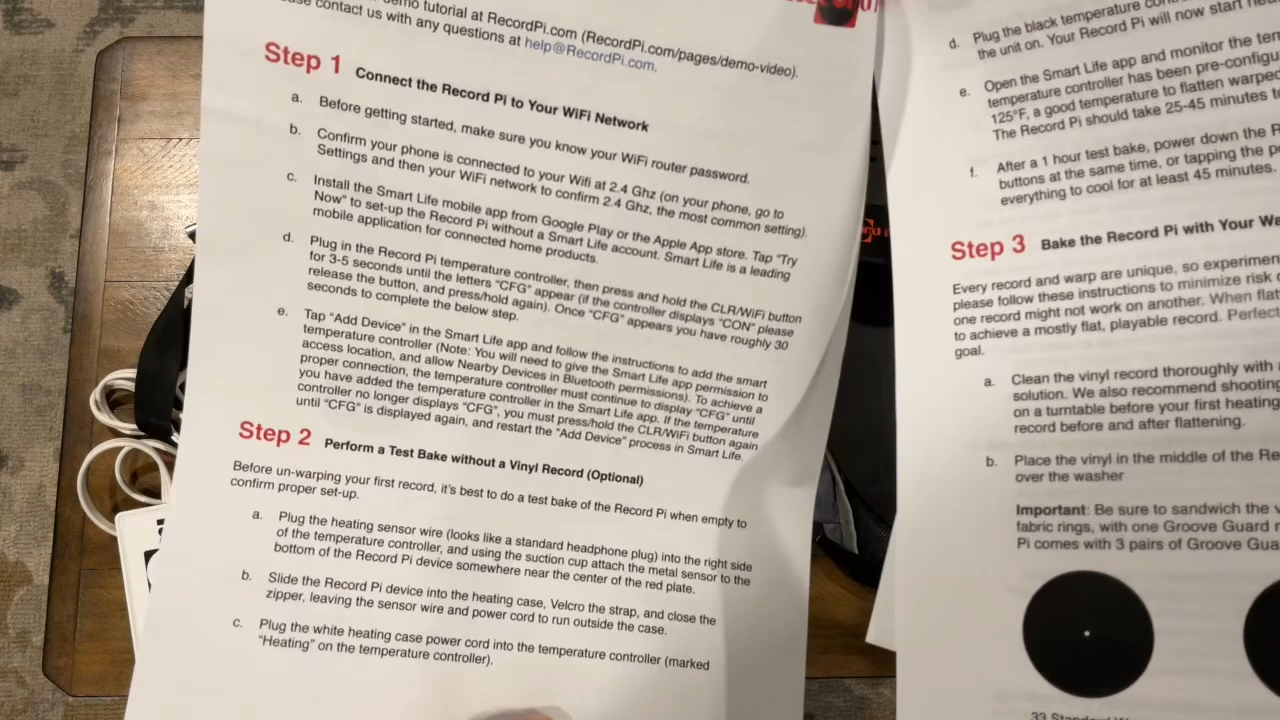 demo tutorial at RecordPi.com (RecordPi.com/pages/demo-video).
contact us with any questions at help@RecordPi.com.
Step 1 Connect the Record Pi to Your WiFi Network
a. Before getting started, make sure you know your WiFi router password.
b. Confirm your phone is connected to your Wifi at 2.4 Ghz (on your phone, go to
Settings and then your WiFi network to confirm 2.4 Ghz, the most common setting).
c. Install the Smart Life mobile app from Google Play or the Apple App store. Tap "Try
Now" to set-up the Record Pi without a Smart Life account. Smart Life is a leading
mobile application for connected home products.
d. Plug in the Record Pi temperature controller, then press and hold the CLR/WiFi button
for 3-5 seconds until the letters "CFG" appear (if the controller displays "CON" please
release the button, and press/hold again). Once "CFG" appears you have roughly 30
seconds to complete the below step.
e. Tap "Add Device" in the Smart Life app and follow the instructions to add the smart
temperature controller (Note: You will need to give the Smart Life app permission to
access location, and allow Nearby Devices in Bluetooth permissions). To achieve a
proper connection, the temperature controller must continue to display "CFG" until
you have added the temperature controller in the Smart Life app. If the temperature
controller no longer displays "CFG", you must press/hold the CLR/WiFi button again
until "CFG" is displayed again, and restart the "Add Device" process in Smart Life.
Step 2 Perform a Test Bake without a Vinyl Record (Optional)
Before un-warping your first record, it's best to do a test bake of the Record Pi when empty to
confirm proper set-up.
a. Plug the heating sensor wire (looks like a standard headphone plug) into the right side
of the temperature controller, and using the suction cup attach the metal sensor to the
bottom of the Record Pi device somewhere near the center of the red plate.
b. Slide the Record Pi device into the heating case, Velcro the strap, and close the
zipper, leaving the sensor wire and power cord to run outside the case.
c. Plug the white heating case power cord into the temperature controller (marked
"Heating" on the temperature controller).
d. Plug the black temperature
the unit on. Your Record Pi will now start
e. Open the Smart Life app and monitor the
temperature controller has been
125°F, a good temperature to flatten
The Record Pi should take 25-45 minutes
f. After a 1 hour test bake, power down the
buttons at the same time, or tapping the
everything to cool for at least 45 minutes.
Step 3 Bake the Record Pi with Your
Every record and warp are unique, so
please follow these instructions to minimize risk
one record might not work on another. When
to achieve a mostly flat, playable record.
goal.
a. Clean the vinyl record thoroughly with
solution. We also recommend shooting
on a turntable before your first heating
record before and after flattening.
b. Place the vinyl in the middle of the
over the washer
Important: Be sure to sandwich the
fabric rings, with one Groove Guard
Pi comes with 3 pairs of Groove
33